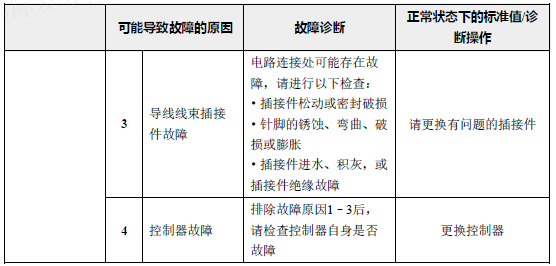 可能导致故障的原因
故障诊断
正常状态下的标准值/诊
断操作
3
导线线束插接
件故障
电路连接处可能存在故
障，请进行以下检查：
•插接件松动或密封破损
•针脚的锈蚀、弯曲、破
损或膨胀
•插接件进水、积灰，或
插接件绝缘故障
请更换有问题的插接件
4
控制器故障
排除故障原因1–3后，
请检查控制器自身是否
故障
更换控制器